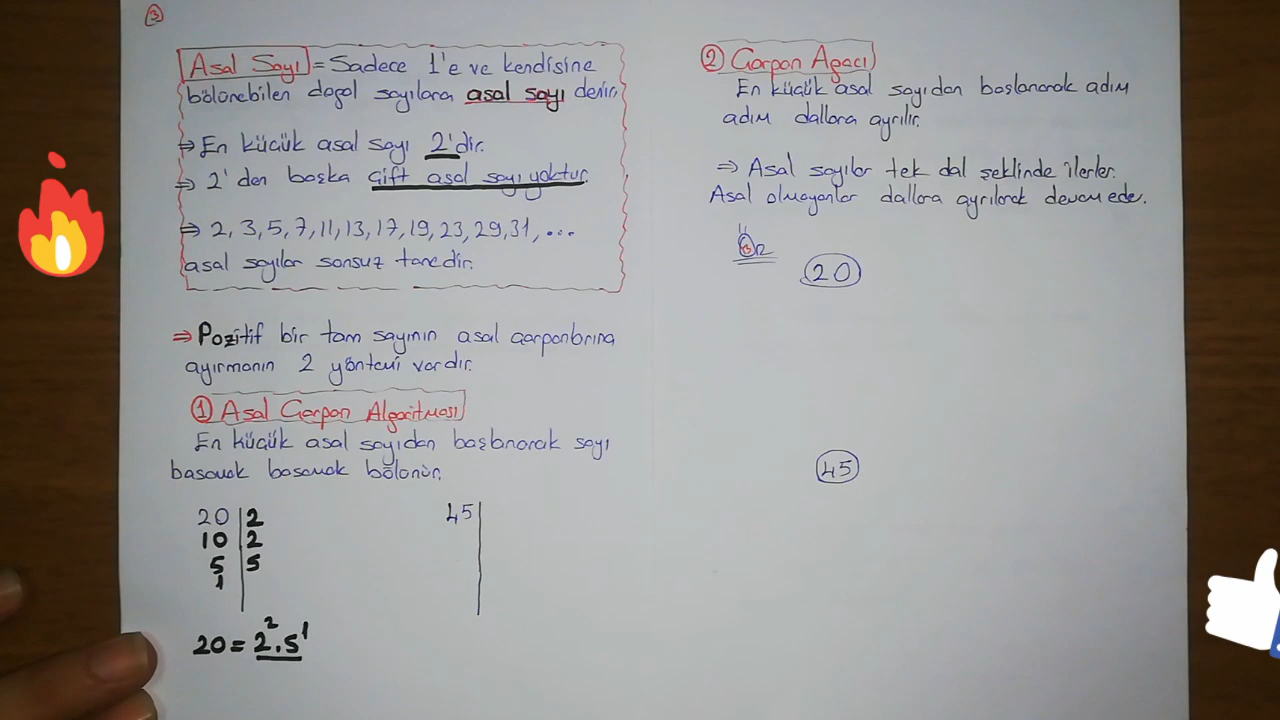 3
Asal Sayı = Sadece 1'e ve kendisine
bölünebilen doğal sayılara asal sayı denir.
⇒ En küçük asal sayı 2'dir.
⇒ 2'den başka çift asal sayı yoktur.
⇒ 2, 3, 5, 7, 11, 13, 17, 19, 23, 29, 31, ...
asal sayılar sonsuz tanedir.
⇒ Pozitif bir tam sayının asal çarpanlarına
ayırmanın 2 yöntemi vardır.
1 Asal Çarpan Algoritması
En küçük asal sayıdan başlanarak sayı
basamak basamak bölünür.
20 | 2
10 | 2
5 | 5
1
20 = 2².5¹
45
2 Çarpan Ağacı
En küçük asal sayıdan başlanarak adım
adım dallara ayrılır.
⇒ Asal sayılar tek dal şeklinde ilerler.
Asal olmayanlar dallara ayrılarak devam eder.
Ör
20
45